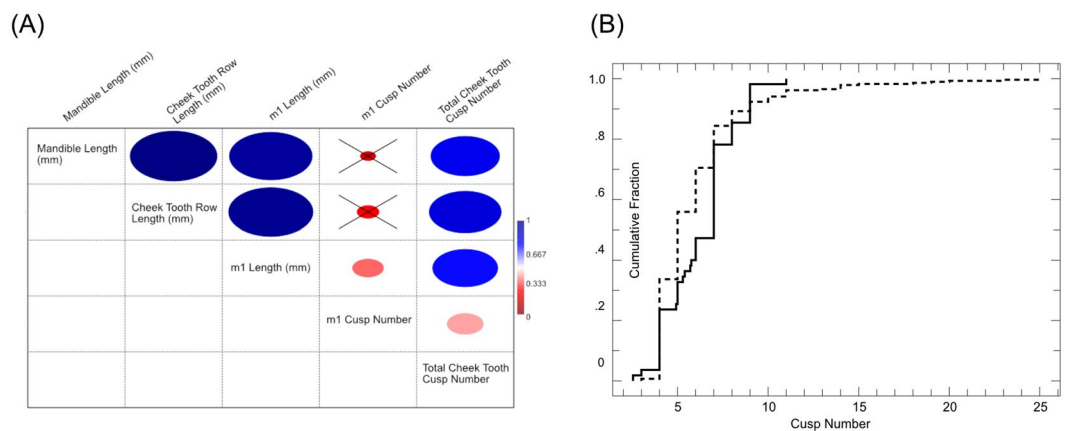 (A)
(B)
Mandible Length (mm)
Cheek Tooth Row
Length (mm)
m1 Length (mm)
m1 Cusp Number
Total Cheek Tooth
Cusp Number
Mandible Length
(mm)
Cheek Tooth Row
Length (mm)
m1 Length (mm)
m1 Cusp Number
Total Cheek Tooth
Cusp Number
1
0.667
0.333
0
Cumulative Fraction
1.0
.8
.6
.4
.2
0
5
10
15
20
25
Cusp Number